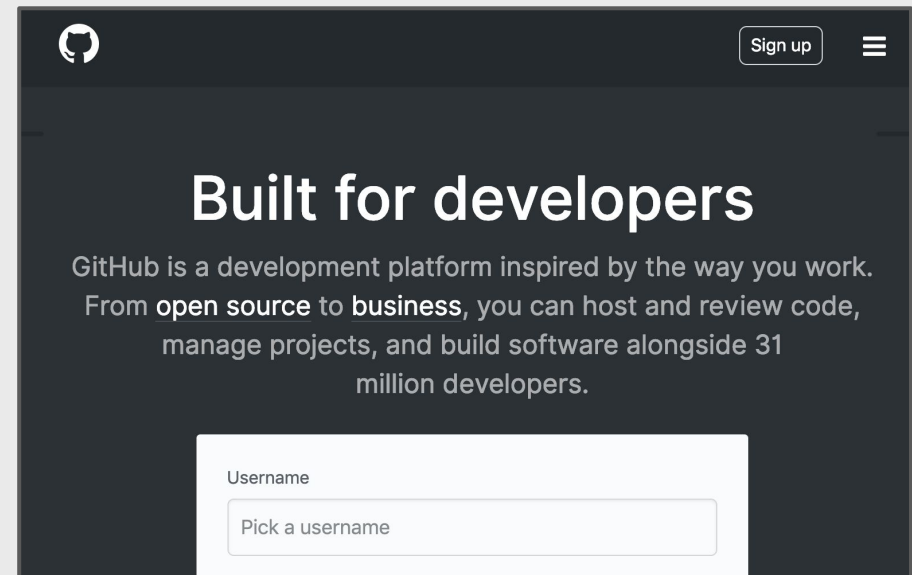 Sign up
Built for developers
GitHub is a development platform inspired by the way you work.
From open source to business, you can host and review code,
manage projects, and build software alongside 31
million developers.
Username
Pick a username